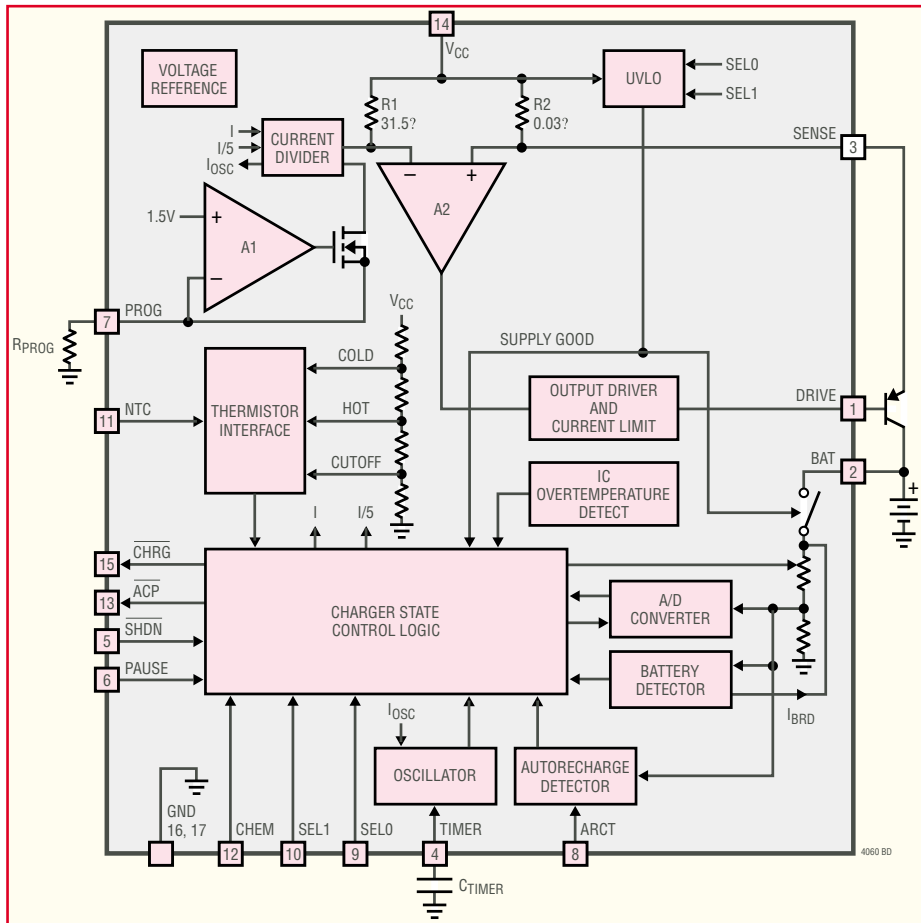 14
VCC
VOLTAGE
REFERENCE
UVLO
SEL0
SEL1
R1
31.5?
R2
0.03?
SENSE
3
I
I/5
IOSC
CURRENT
DIVIDER
–
+
A2
1.5V
+
A1
–
7
PROG
RPROG
VCC
SUPPLY GOOD
COLD
THERMISTOR
INTERFACE
HOT
CUTOFF
11
NTC
OUTPUT DRIVER
AND
CURRENT LIMIT
DRIVE
1
BAT
2
+
IC
OVERTEMPERATURE
DETECT
I
I/5
15
CHRG
13
ACP
5
SHDN
6
PAUSE
CHARGER STATE
CONTROL LOGIC
A/D
CONVERTER
BATTERY
DETECTOR
IBRD
IOSC
OSCILLATOR
AUTORECHARGE
DETECTOR
GND
16, 17
CHEM
SEL1
SEL0
TIMER
ARCT
12
10
9
4
8
CTIMER
4060 BD